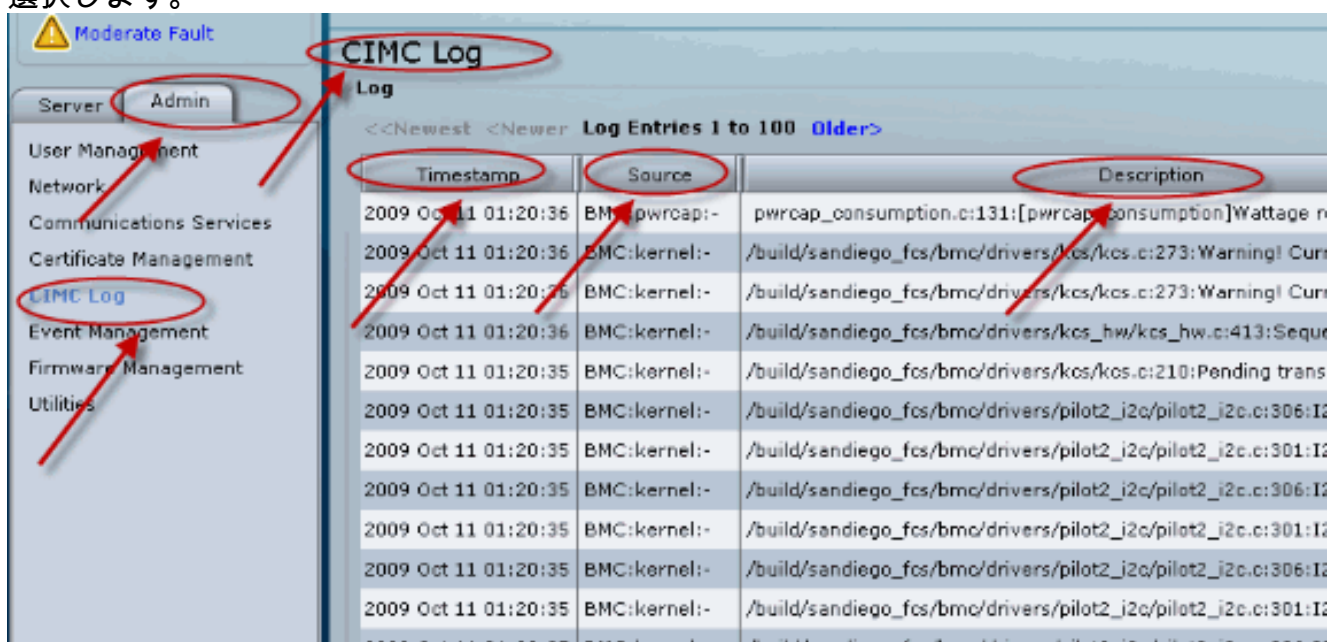 選択します。
Moderate Fault
Server
Admin
User Management
Network
Communications Services
Certificate Management
CIMC Log
Event Management
Firmware Management
Utilities
CIMC Log
Log
<<Newest <Newer Log Entries 1 to 100 Older>
Timestamp Source Description
2009 Oct 11 01:20:36 BMC:pwrcap:- pwrcap_consumption.c:131:[pwrcap_consumption]Wattage
2009 Oct 11 01:20:36 BMC:kernel:- /build/sandiego_fcs/bmc/drivers/kcs/kcs.c:273:Warning! Curr
2009 Oct 11 01:20:36 BMC:kernel:- /build/sandiego_fcs/bmc/drivers/kcs/kcs.c:273:Warning! Curr
2009 Oct 11 01:20:36 BMC:kernel:- /build/sandiego_fcs/bmc/drivers/kcs_hw/kcs_hw.c:413:Seque
2009 Oct 11 01:20:35 BMC:kernel:- /build/sandiego_fcs/bmc/drivers/kcs/kcs.c:210:Pending trans
2009 Oct 11 01:20:35 BMC:kernel:- /build/sandiego_fcs/bmc/drivers/pilot2_i2c/pilot2_i2c.c:306:I2
2009 Oct 11 01:20:35 BMC:kernel:- /build/sandiego_fcs/bmc/drivers/pilot2_i2c/pilot2_i2c.c:301:I2
2009 Oct 11 01:20:35 BMC:kernel:- /build/sandiego_fcs/bmc/drivers/pilot2_i2c/pilot2_i2c.c:306:I2
2009 Oct 11 01:20:35 BMC:kernel:- /build/sandiego_fcs/bmc/drivers/pilot2_i2c/pilot2_i2c.c:301:I2
2009 Oct 11 01:20:35 BMC:kernel:- /build/sandiego_fcs/bmc/drivers/pilot2_i2c/pilot2_i2c.c:306:I2
2009 Oct 11 01:20:35 BMC:kernel:- /build/sandiego_fcs/bmc/drivers/pilot2_i2c/pilot2_i2c.c:301:I2